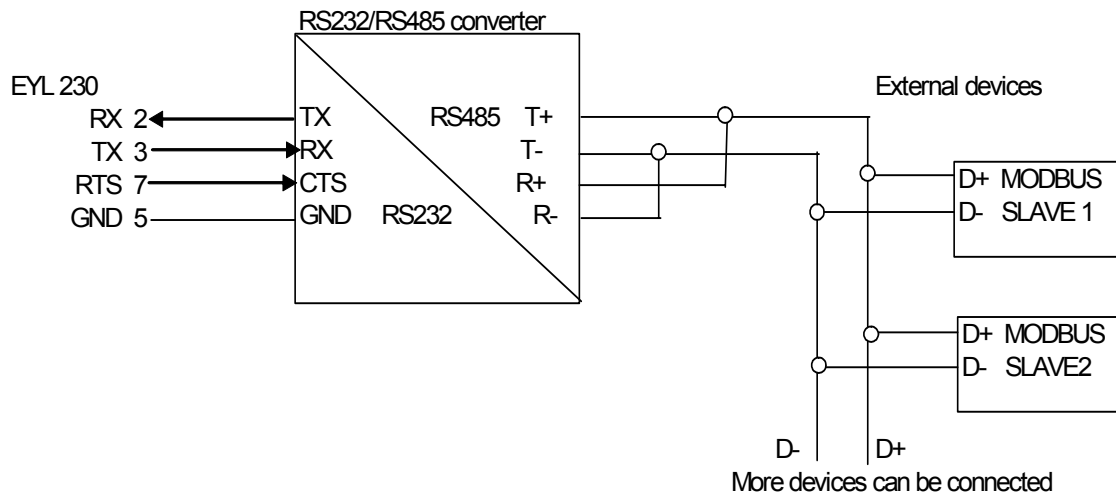 RS232/RS485 converter
EYL 230
External devices
RX 2
TX
RS485
T+
TX 3
RX
T-
RTS 7
CTS
R+
GND 5
GND
RS232
R-
D+ MODBUS
D- SLAVE 1
D+ MODBUS
D- SLAVE2
D-
D+
More devices can be connected